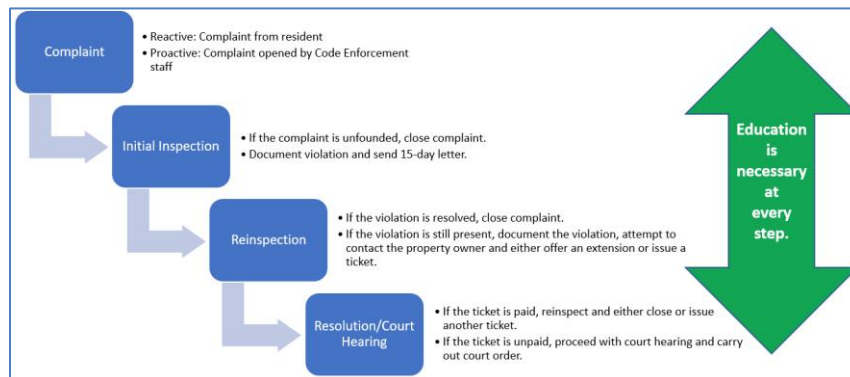 Complaint
• Reactive: Complaint from resident
• Proactive: Complaint opened by Code Enforcement
staff
Initial Inspection
• If the complaint is unfounded, close complaint.
• Document violation and send 15-day letter.
Reinspection
• If the violation is resolved, close complaint.
• If the violation is still present, document the violation, attempt to
contact the property owner and either offer an extension or issue a
ticket.
Resolution/Court
Hearing
• If the ticket is paid, reinspect and either close or issue
another ticket.
• If the ticket is unpaid, proceed with court hearing and carry
out court order.
Education
is
necessary
at
every
step.